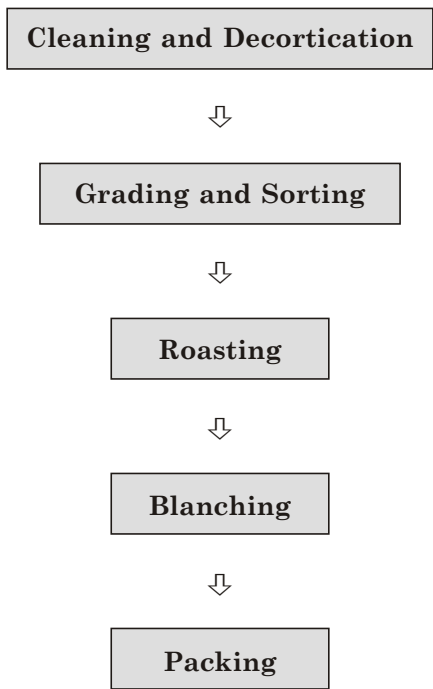 Cleaning and Decortication
Grading and Sorting
Roasting
Blanching
Packing